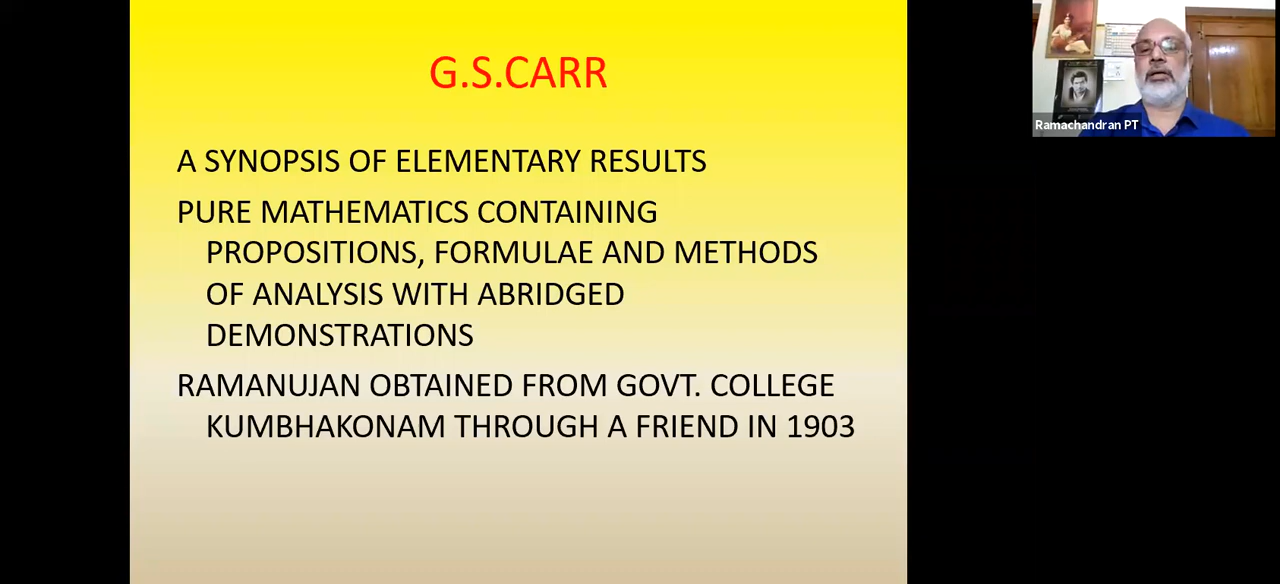 G.S.CARR
A SYNOPSIS OF ELEMENTARY RESULTS
PURE MATHEMATICS CONTAINING
PROPOSITIONS, FORMULAE AND METHODS
OF ANALYSIS WITH ABRIDGED
DEMONSTRATIONS
RAMANUJAN OBTAINED FROM GOVT. COLLEGE
KUMBHAKONAM THROUGH A FRIEND IN 1903
Ramachandran PT